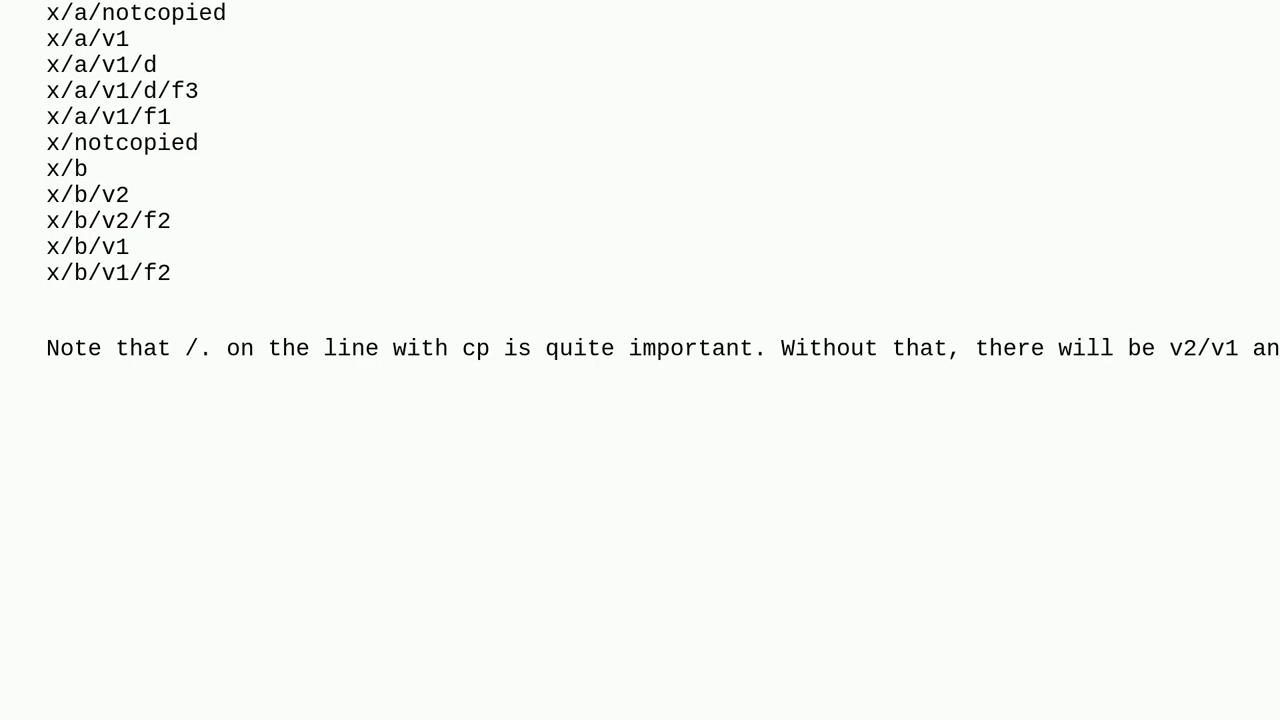 x/a/notcopied
x/a/v1
x/a/v1/d
x/a/v1/d/f3
x/a/v1/f1
x/notcopied
x/b
x/b/v2
x/b/v2/f2
x/b/v1
x/b/v1/f2
Note that /. on the line with cp is quite important. Without that, there will be v2/v1 an